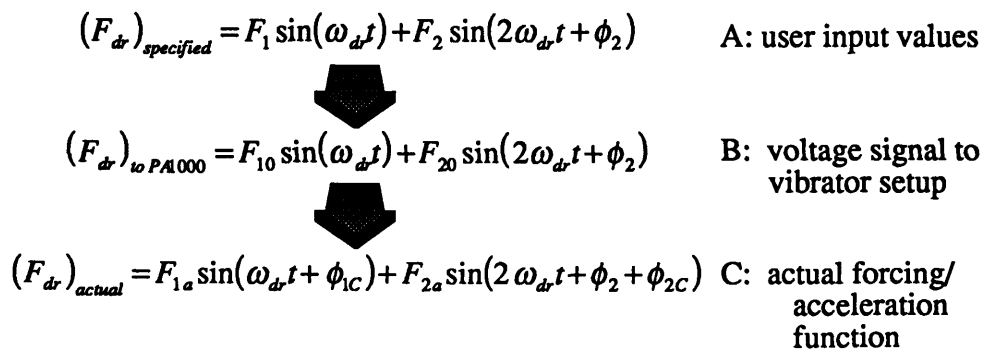 (F_dr)_specified = F_1 sin(ω_dr t) + F_2 sin(2ω_dr t + ϕ_2) A: user input values
(F_dr)_to PA1000 = F_10 sin(ω_dr t) + F_20 sin(2ω_dr t + ϕ_2) B: voltage signal to
vibrator setup
(F_dr)_actual = F_1a sin(ω_dr t + ϕ_1C) + F_2a sin(2ω_dr t + ϕ_2 + ϕ_2C) C: actual forcing/
acceleration
function